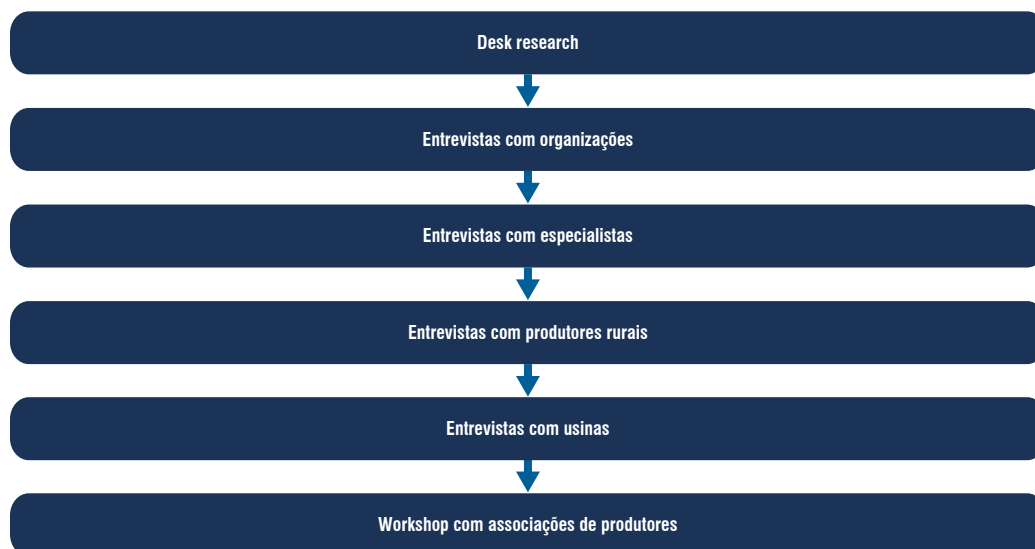 Desk research
Entrevistas com organizações
Entrevistas com especialistas
Entrevistas com produtores rurais
Entrevistas com usinas
Workshop com associações de produtores